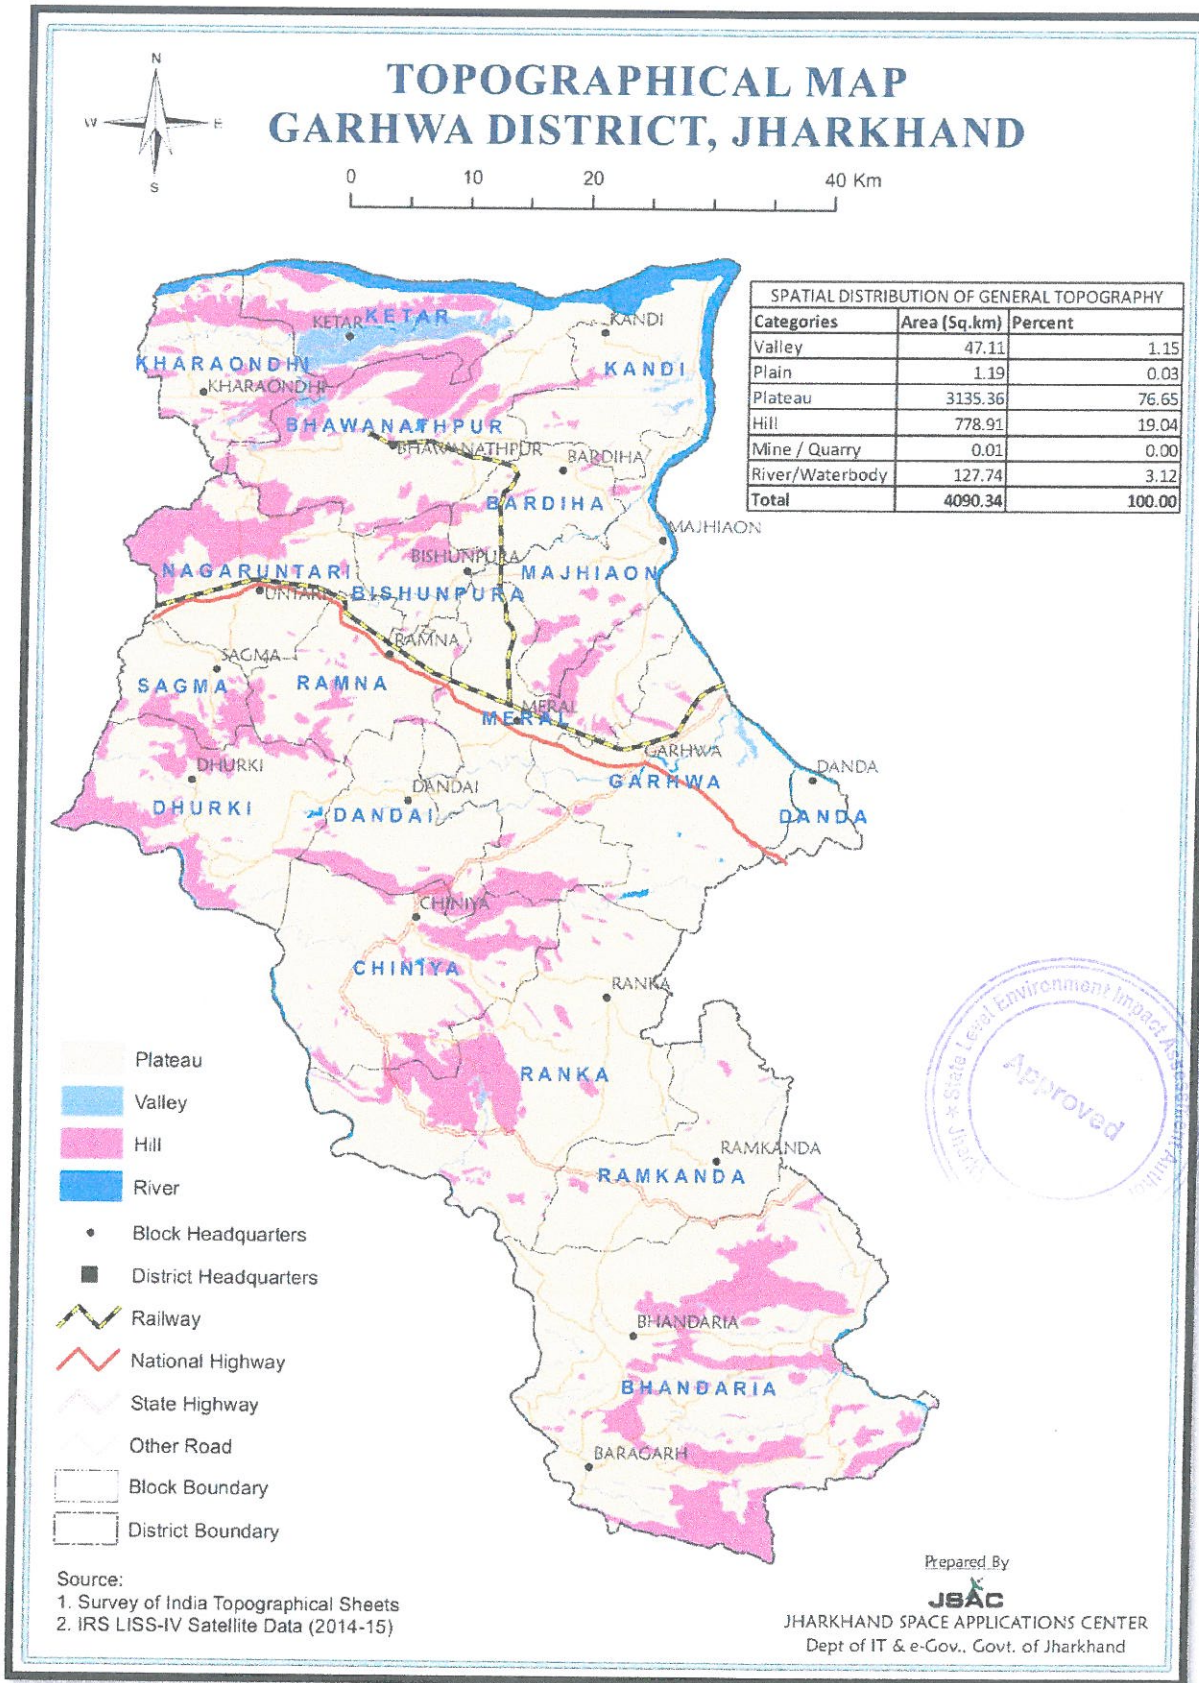 N
W
E
S
TOPOGRAPHICAL MAP
GARHWA DISTRICT, JHARKHAND
0 10 20 40 Km
SPATIAL DISTRIBUTION OF GENERAL TOPOGRAPHY
Categories Area (Sq.km) Percent
Valley 47.11 1.15
Plain 1.19 0.03
Plateau 3135.36 76.65
Hill 778.91 19.04
Mine / Quarry 0.01 0.00
River/Waterbody 127.74 3.12
Total 4090.34 100.00
KETAR
KETAR
KANDI
KANDI
KHARAONDHI
KHARAONDHI
BHAWANATHPUR
BHAWANATHPUR
BARDIHA
BARDIHA
MAJHIAON
MAJHIAON
BISHUNPURA
BISHUNPURA
NAGARUNTARI
UNTARI
RAMNA
RAMNA
SAGMA
SAGMA
MERAL
MERAL
GARHWA
GARHWA
DANDA
DANDA
DHURKI
DHURKI
DANDAI
DANDAI
CHINIYA
CHINIYA
RANKA
RANKA
RAMKANDA
RAMKANDA
BHANDARIA
BHANDARIA
BARAGARH
Plateau
Valley
Hill
River
Block Headquarters
District Headquarters
Railway
National Highway
State Highway
Other Road
Block Boundary
District Boundary
State Level Environment Impact Assessment
Approved
Source:
1. Survey of India Topographical Sheets
2. IRS LISS-IV Satellite Data (2014-15)
Prepared By
JSAC
JHARKHAND SPACE APPLICATIONS CENTER
Dept of IT & e-Gov., Govt. of Jharkhand